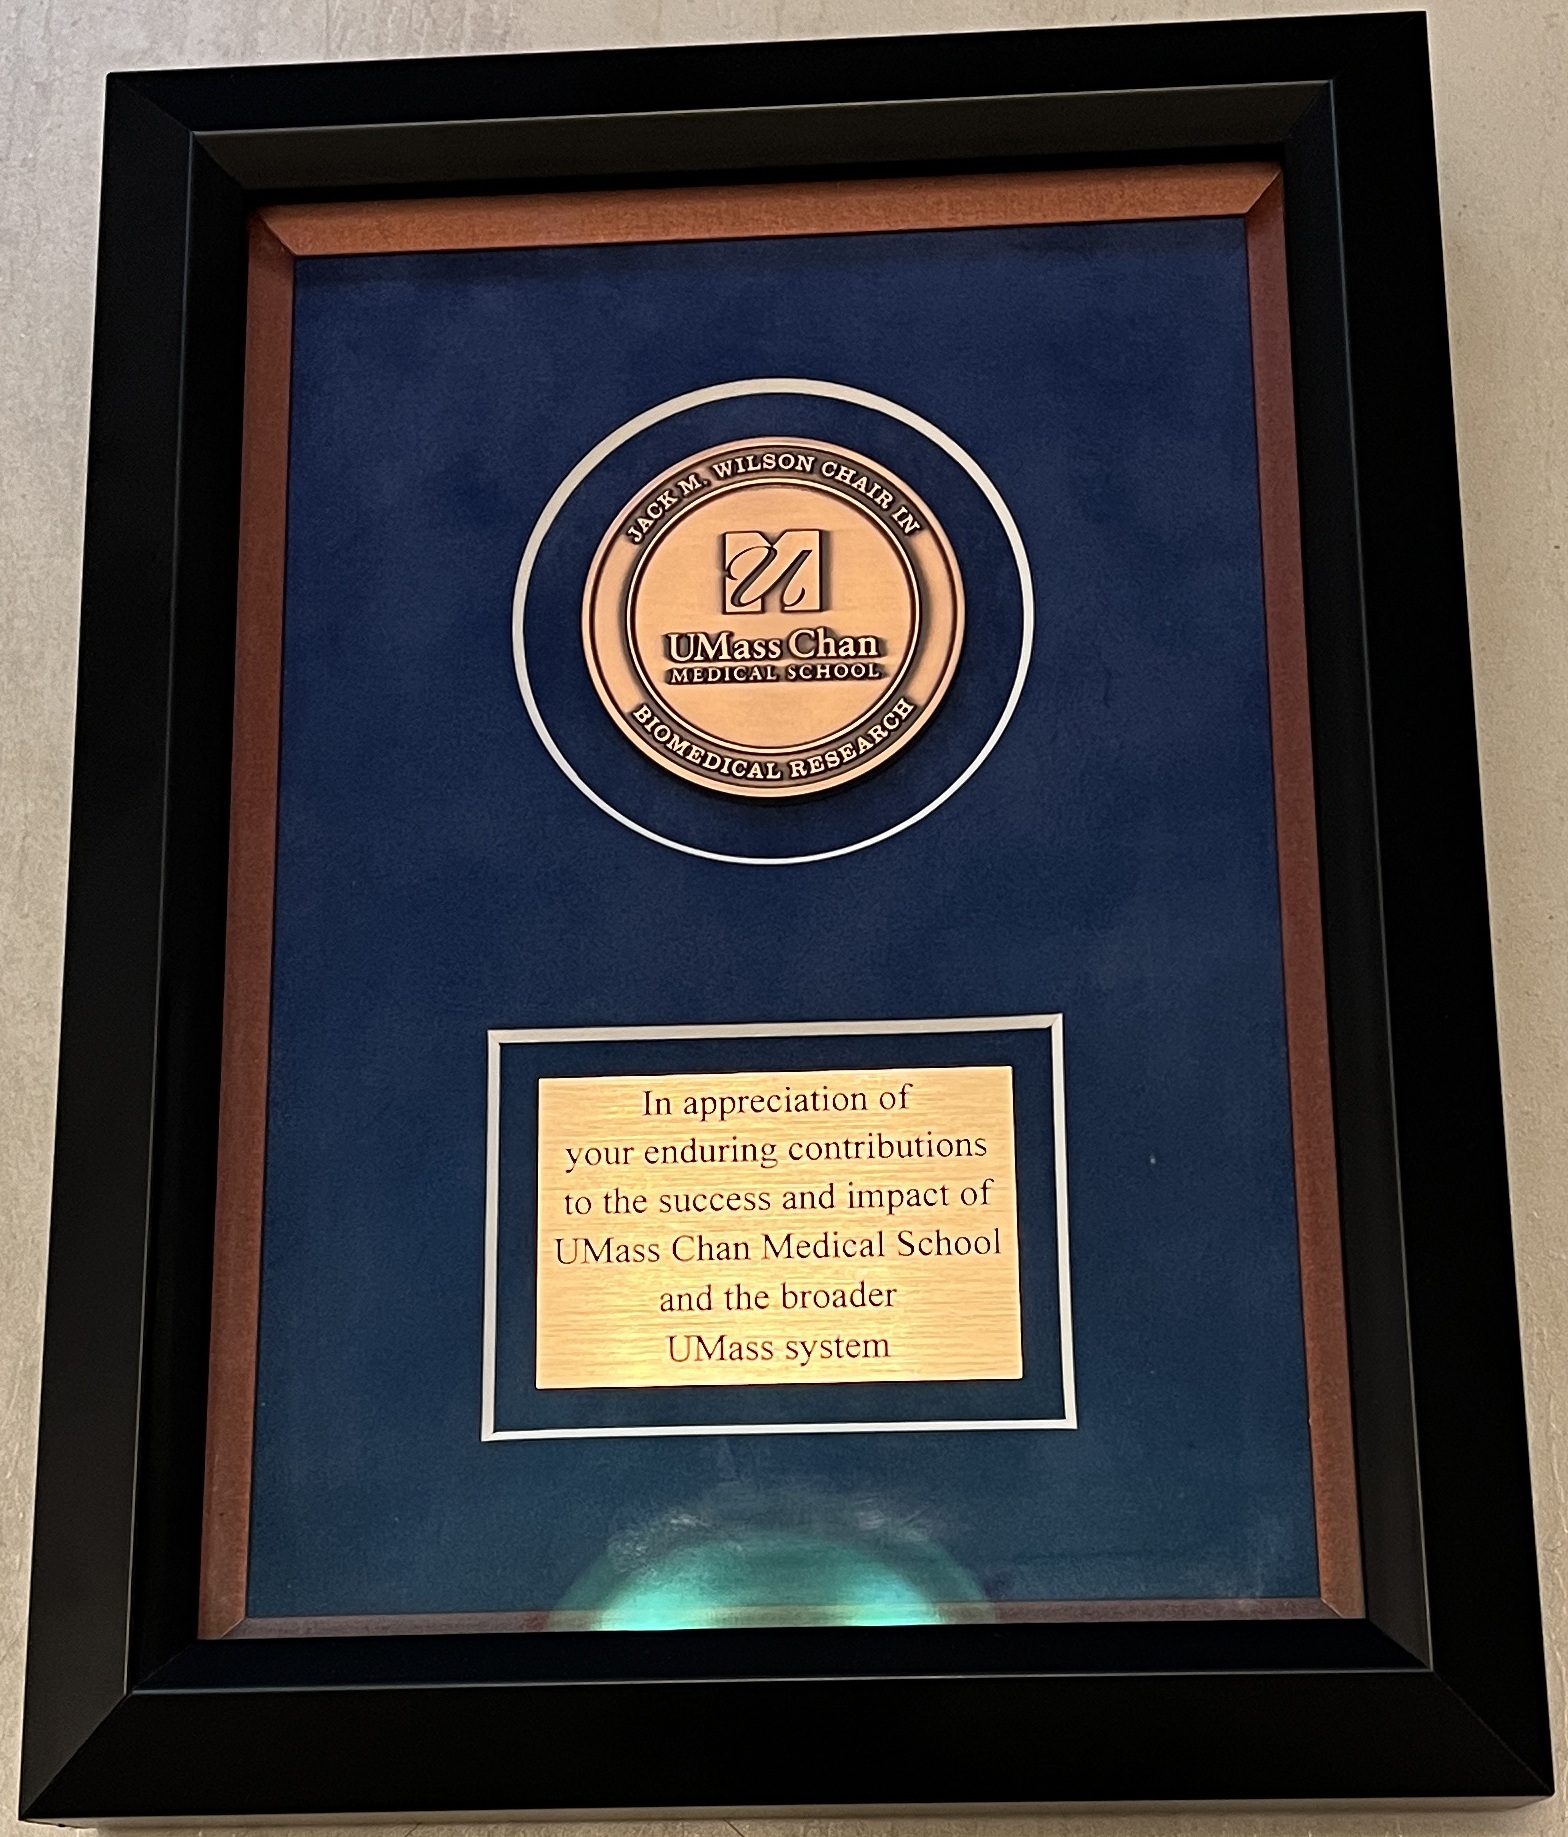 JACK M. WILSON CHAIR IN
U
UMass Chan
MEDICAL SCHOOL
BIOMEDICAL RESEARCH
In appreciation of
your enduring contributions
to the success and impact of
UMass Chan Medical School
and the broader
UMass system